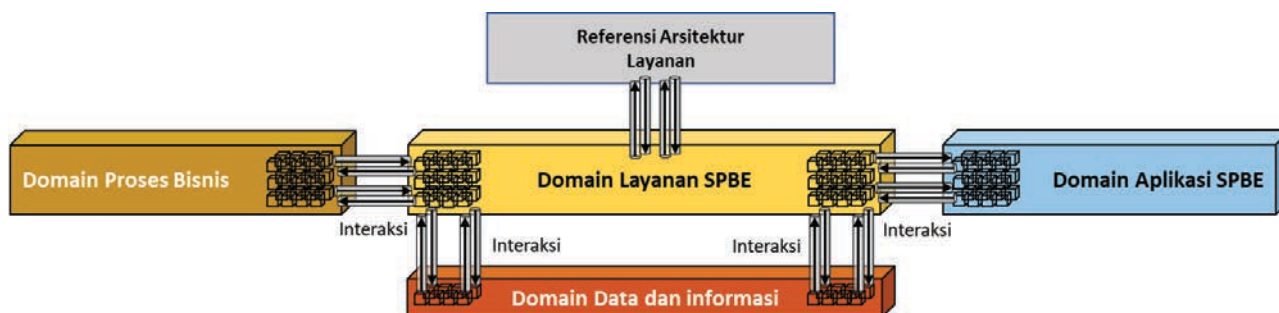 Referensi Arsitektur
Layanan
Domain Proses Bisnis
Domain Layanan SPBE
Domain Aplikasi SPBE
Interaksi
Interaksi
Interaksi
Interaksi
Domain Data dan informasi